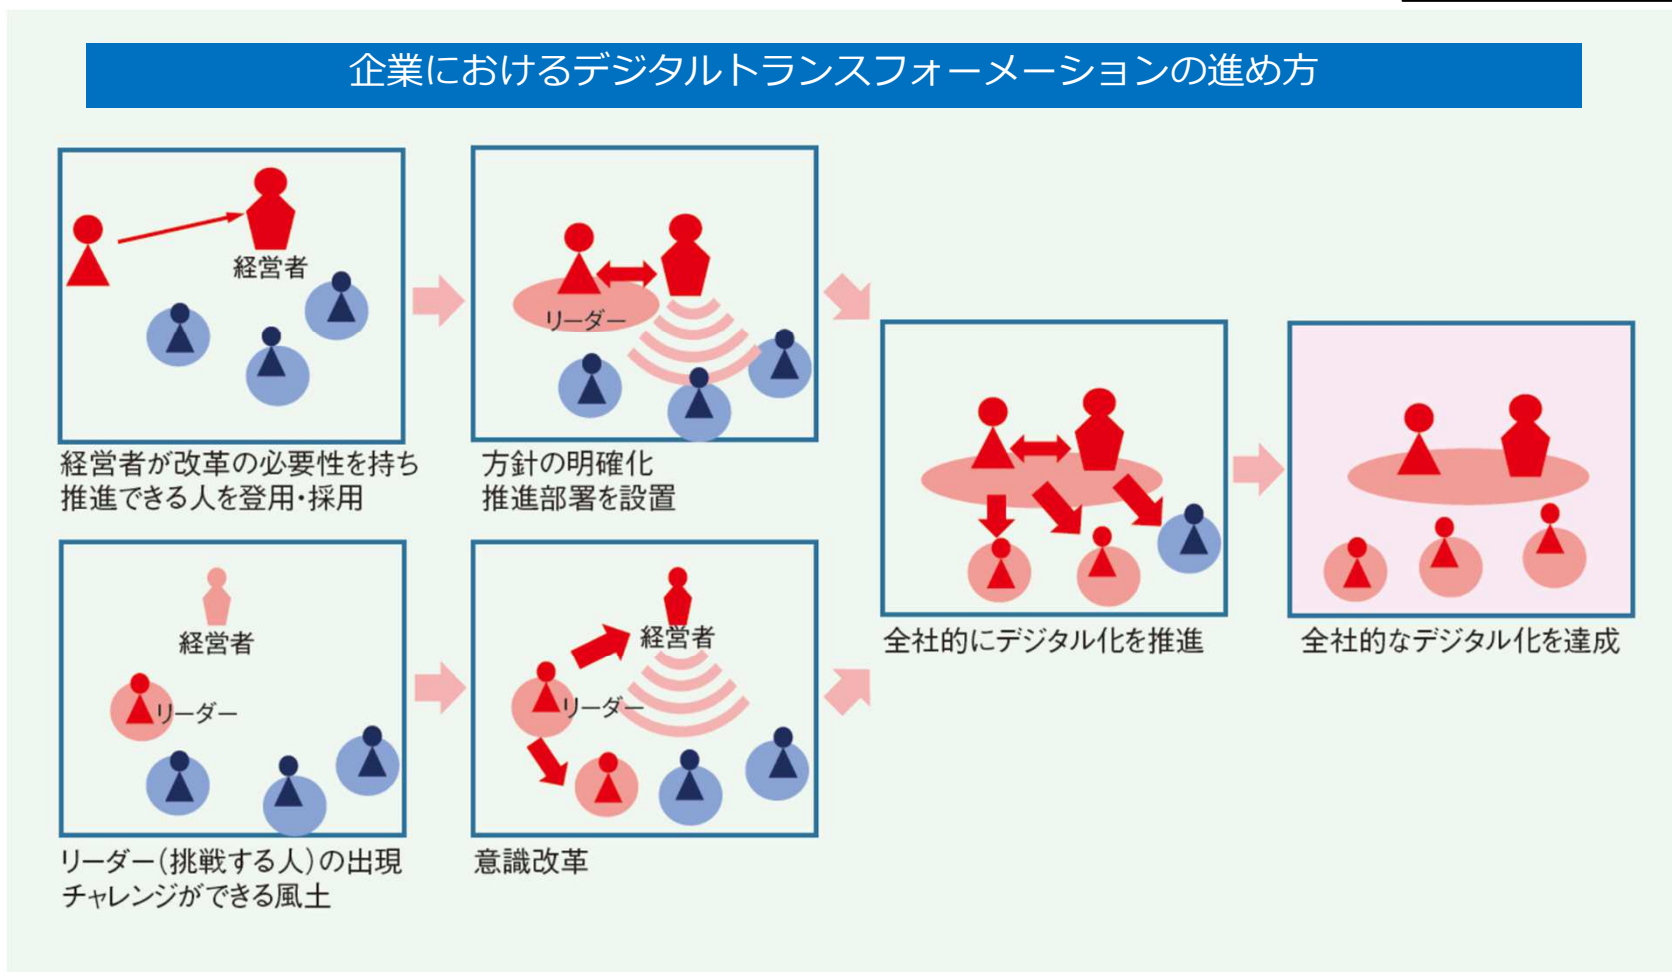 企業におけるデジタルトランスフォーメーションの進め方
経営者
経営者が改革の必要性を持ち
推進できる人を登用・採用
リーダー
方針の明確化
推進部署を設置
経営者
リーダー
リーダー(挑戦する人)の出現
チャレンジができる風土
経営者
リーダー
意識改革
全社的にデジタル化を推進
全社的なデジタル化を達成